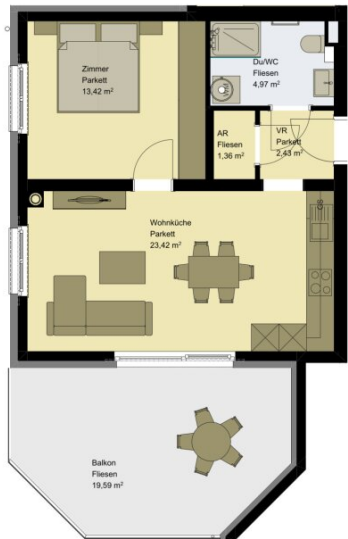 Zimmer
Parkett
13,42 m²
Du/WC
Fliesen
4,97 m²
AR
Fliesen
1,36 m²
VR
Parkett
2,43 m²
Wohnküche
Parkett
23,42 m²
Balkon
Fliesen
19,59 m²